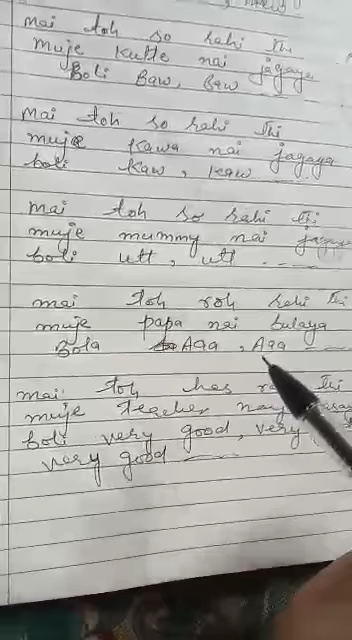 mai toh so rahi thi
muje kutte nai jagaya
Boli Baw, Baw
Mai toh so rahi thi
muje kawa nai jagaya
boli kaw, kaw
mai toh so rahi thi
muje mummy nai
boli utt, utt
mai toh roh rahi thi
muje papa nai bulaya
Bola Aaa, Aaa
mai toh has thi
muje teacher nay
boli very good, very
very good